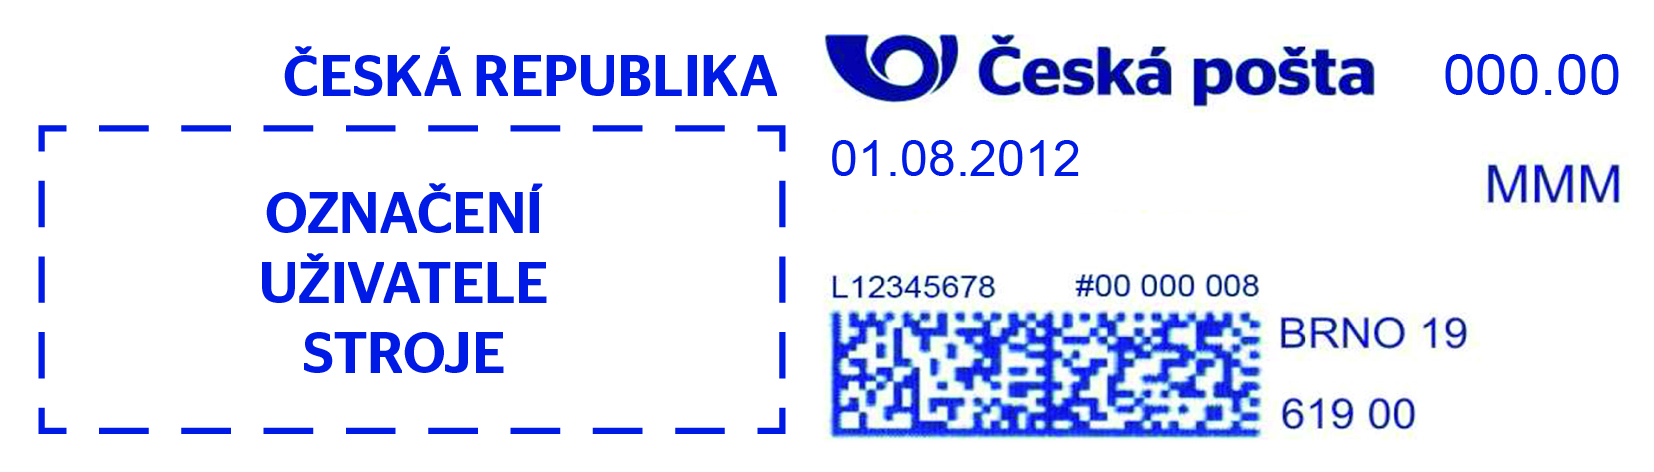 ČESKÁ REPUBLIKA
OZNAČENÍ
UŽIVATELE
STROJE
Česká pošta 000.00
01.08.2012
MMM
L12345678 #00 000 008
BRNO 19
619 00